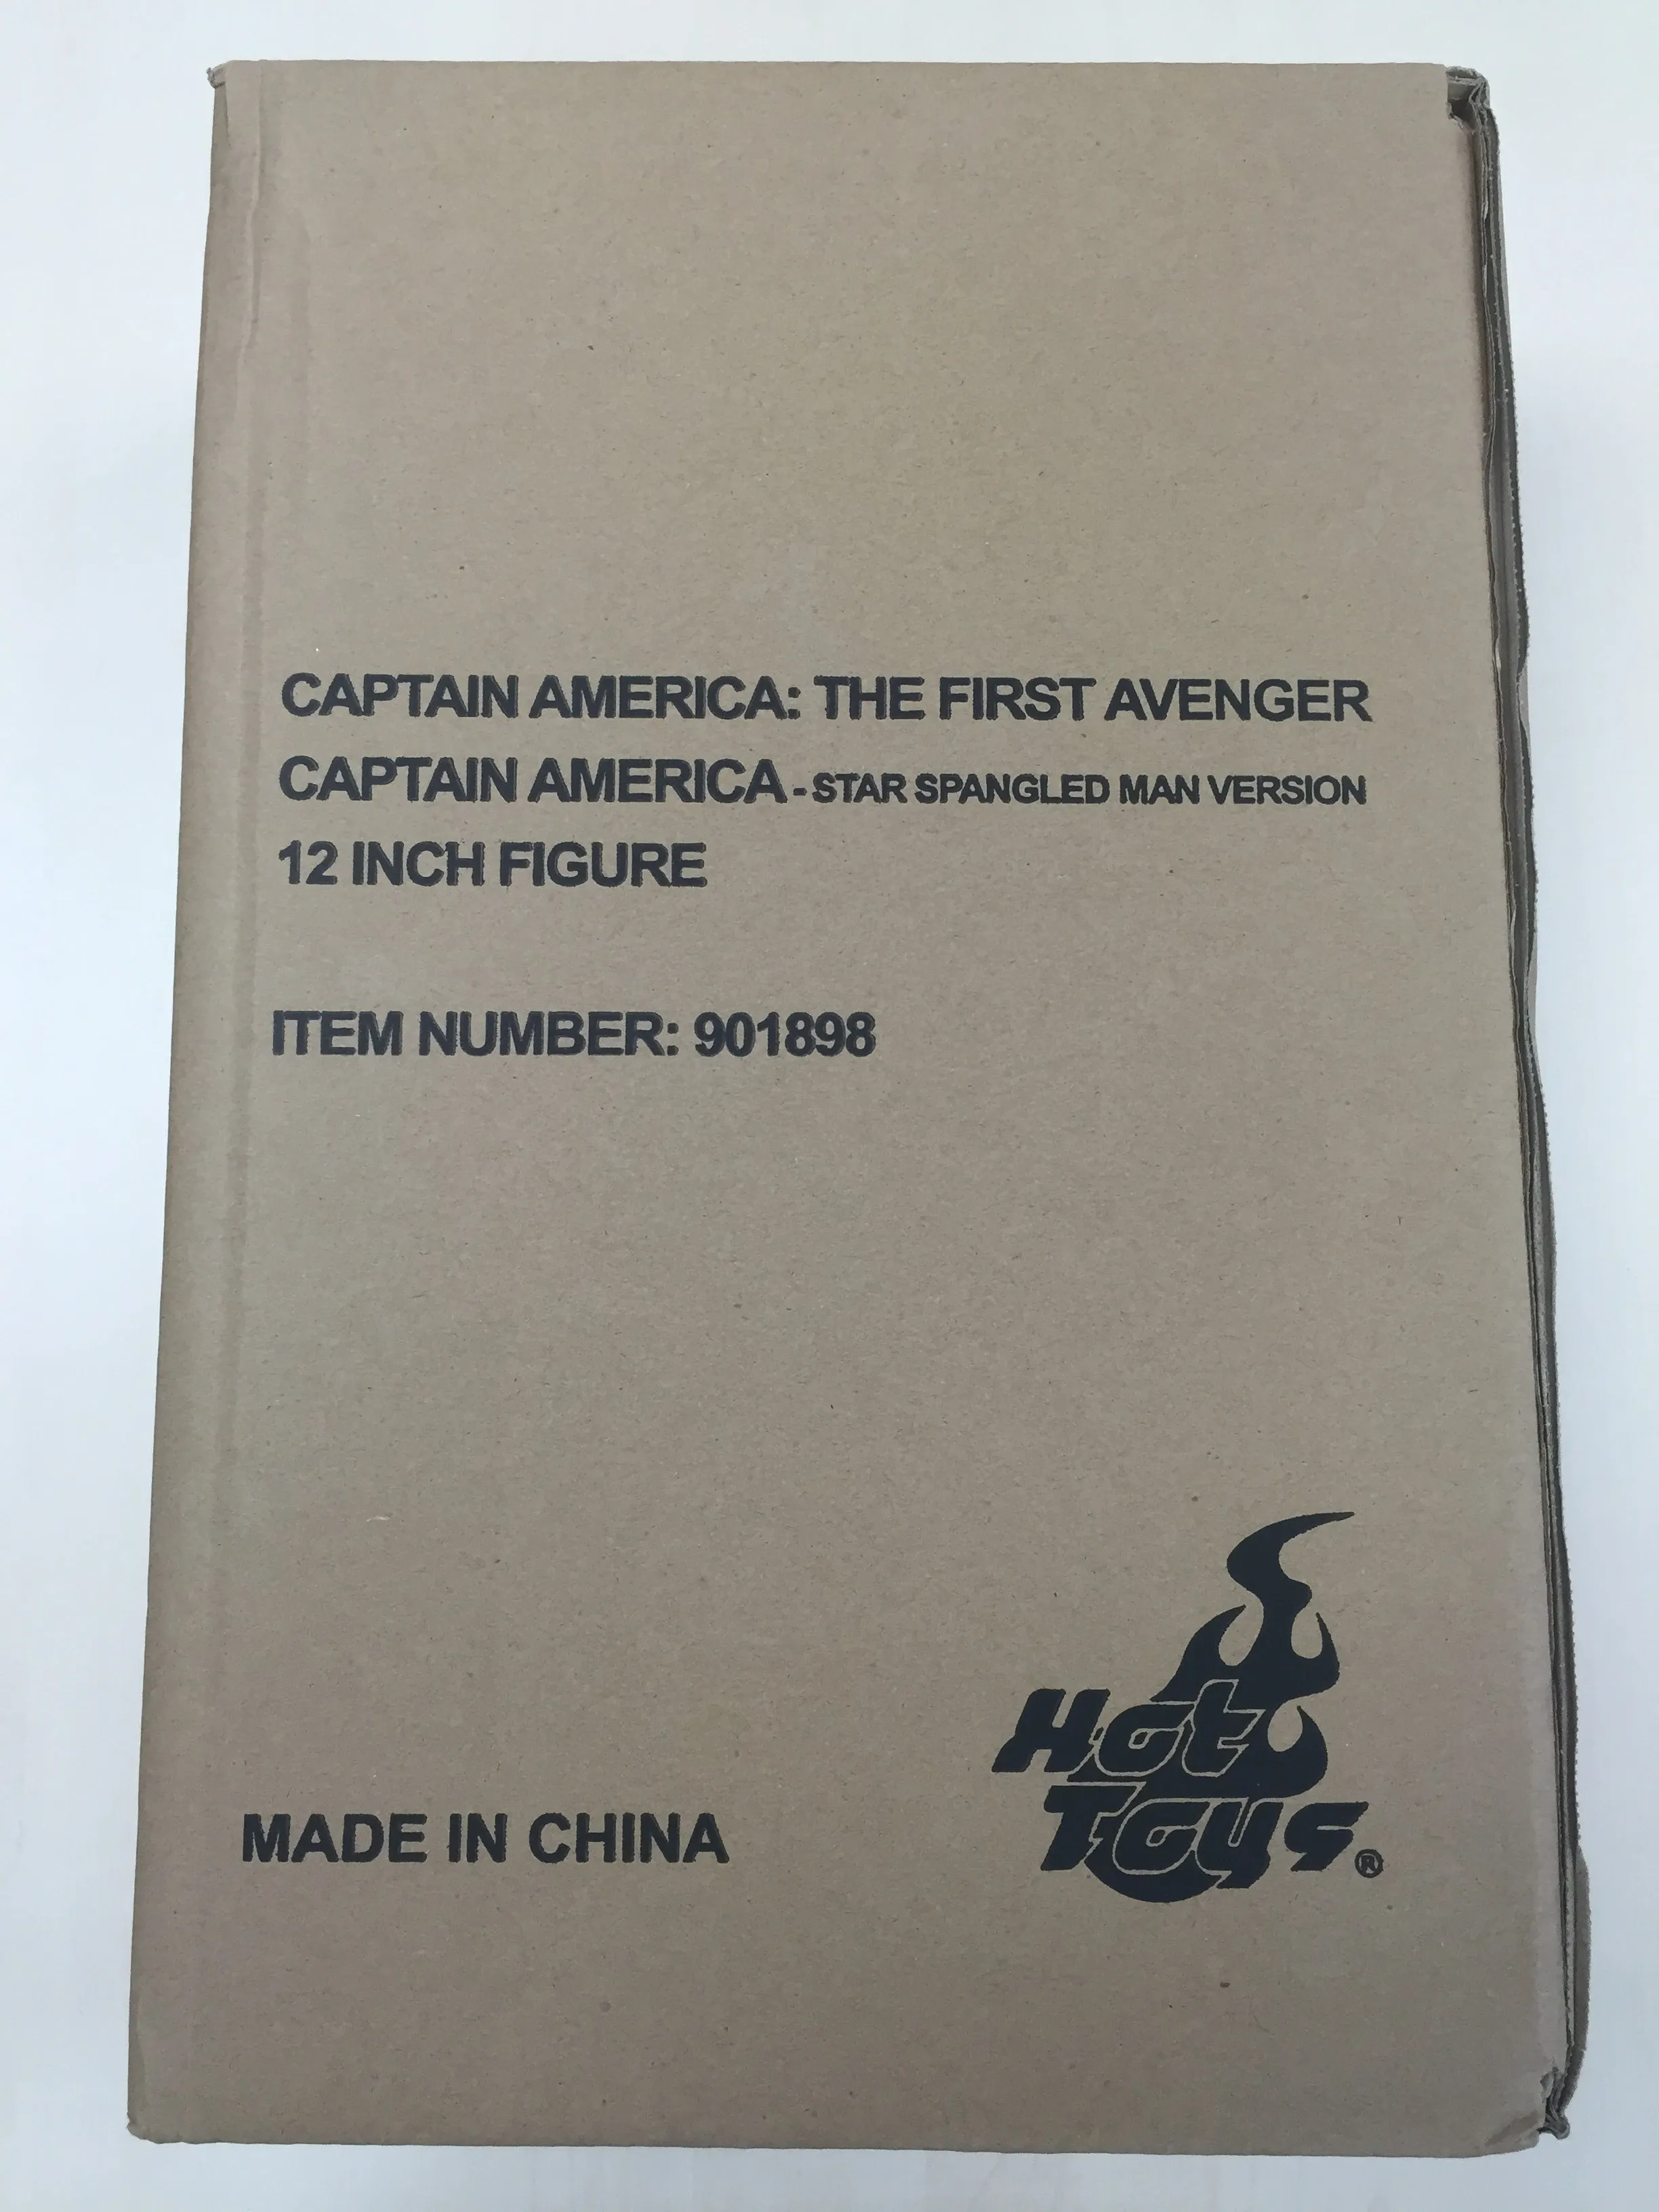 CAPTAIN AMERICA: THE FIRST AVENGER
CAPTAIN AMERICA - STAR SPANGLED MAN VERSION
12 INCH FIGURE
ITEM NUMBER: 901898
Hot
Toys®
MADE IN CHINA